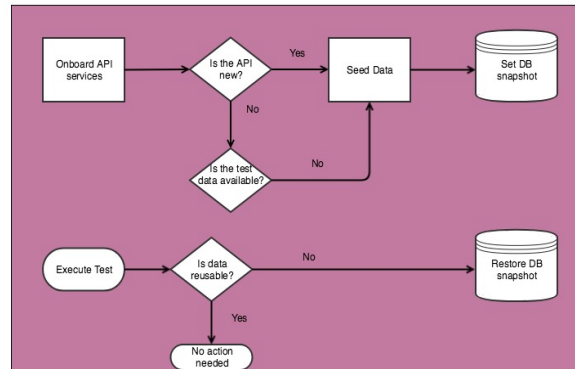 Onboard API
services
Is the API
new?
Yes
Seed Data
Set DB
snapshot
No
Is the test
data available?
No
Execute Test
Is data
reusable?
No
Restore DB
snapshot
Yes
No action
needed